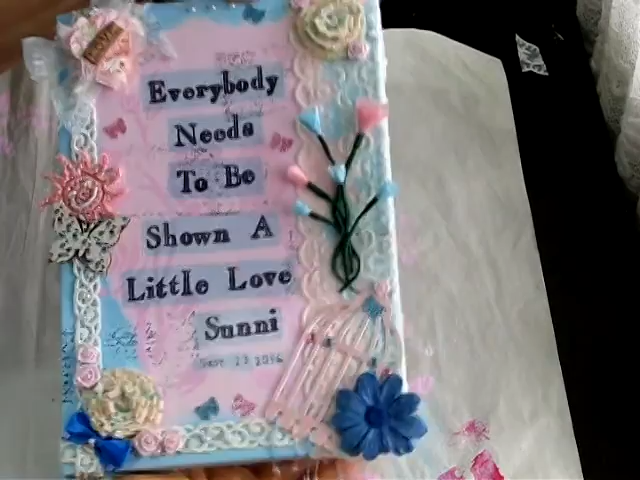 Everybody
Needs
To Be
Shown A
Little Love
Sunni